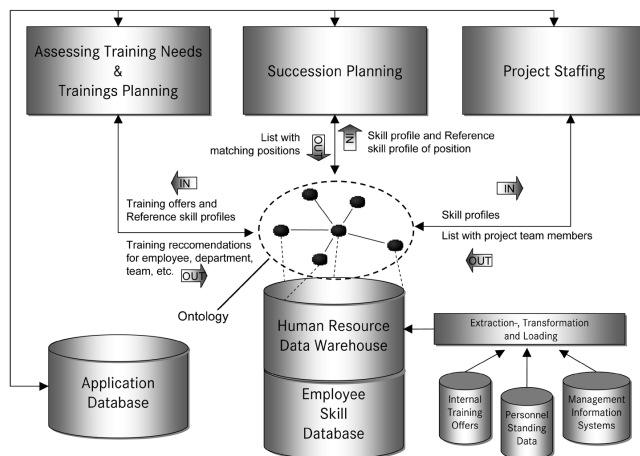 Assessing Training Needs
&
Trainings Planning
Succession Planning
Project Staffing
List with
matching positions
OUT
IN
Skill profile and Reference
skill profile of position
IN
Training offers and
Reference skill profiles
Training reccomendations
for employee, department,
team, etc.
OUT
IN
Skill profiles
List with project team members
OUT
Ontology
Human Resource
Data Warehouse
Employee
Skill
Database
Application
Database
Extraction-, Transformation
and Loading
Internal
Training
Offers
Personnel
Standing
Data
Management
Information
Systems